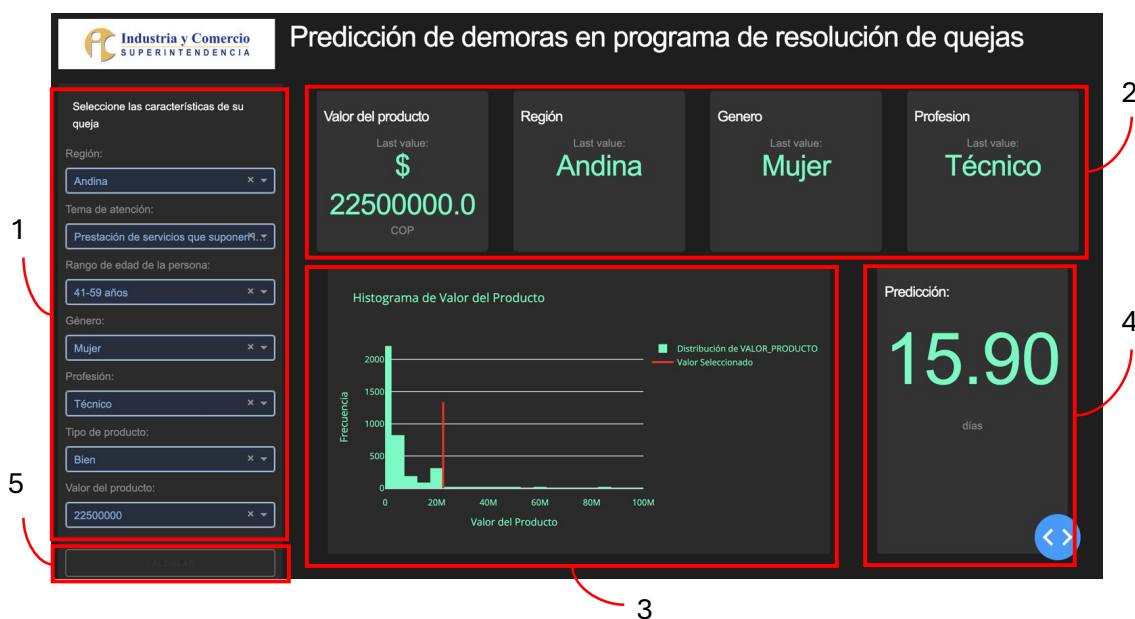 Industria y Comercio
SUPERINTENDENCIA
Predicción de demoras en programa de resolución de quejas
Seleccione las características de su
queja
Región:
Andina
Tema de atención:
Prestación de servicios que suponen
Rango de edad de la persona:
41-59 años
Género:
Mujer
Profesión:
Técnico
Tipo de producto:
Bien
Valor del producto:
22500000
1
5
Valor del producto
Last value:
$
22500000.0
COP
Región
Last value:
Andina
Genero
Last value:
Mujer
Profesion
Last value:
Técnico
2
Histograma de Valor del Producto
Distribución de VALOR_PRODUCTO
Valor Seleccionado
Frecuencia
2000
1500
1000
500
0
0 20M 40M 60M 80M 100M
Valor del Producto
3
Predicción:
15.90
días
4